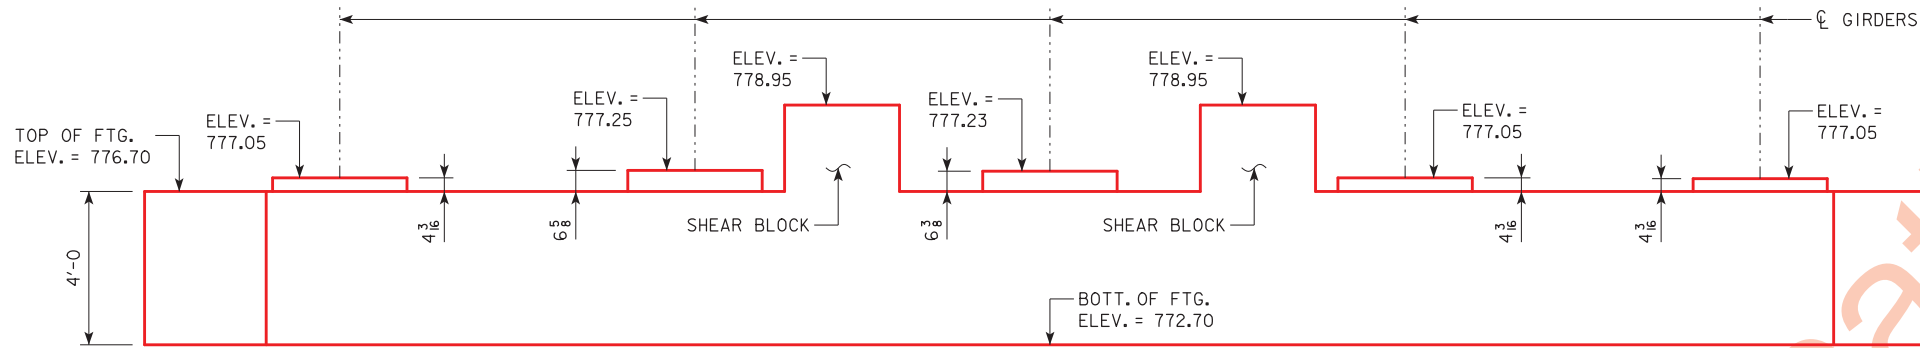 ℄ GIRDERS
ELEV. =
778.95
ELEV. =
778.95
ELEV. =
777.25
ELEV. =
777.23
ELEV. =
777.05
ELEV. =
777.05
ELEV. =
777.05
TOP OF FTG.
ELEV. = 776.70
4 3/16
6 5/8
SHEAR BLOCK
6 3/8
SHEAR BLOCK
4 3/16
4 3/16
4'-0
BOTT. OF FTG.
ELEV. = 772.70